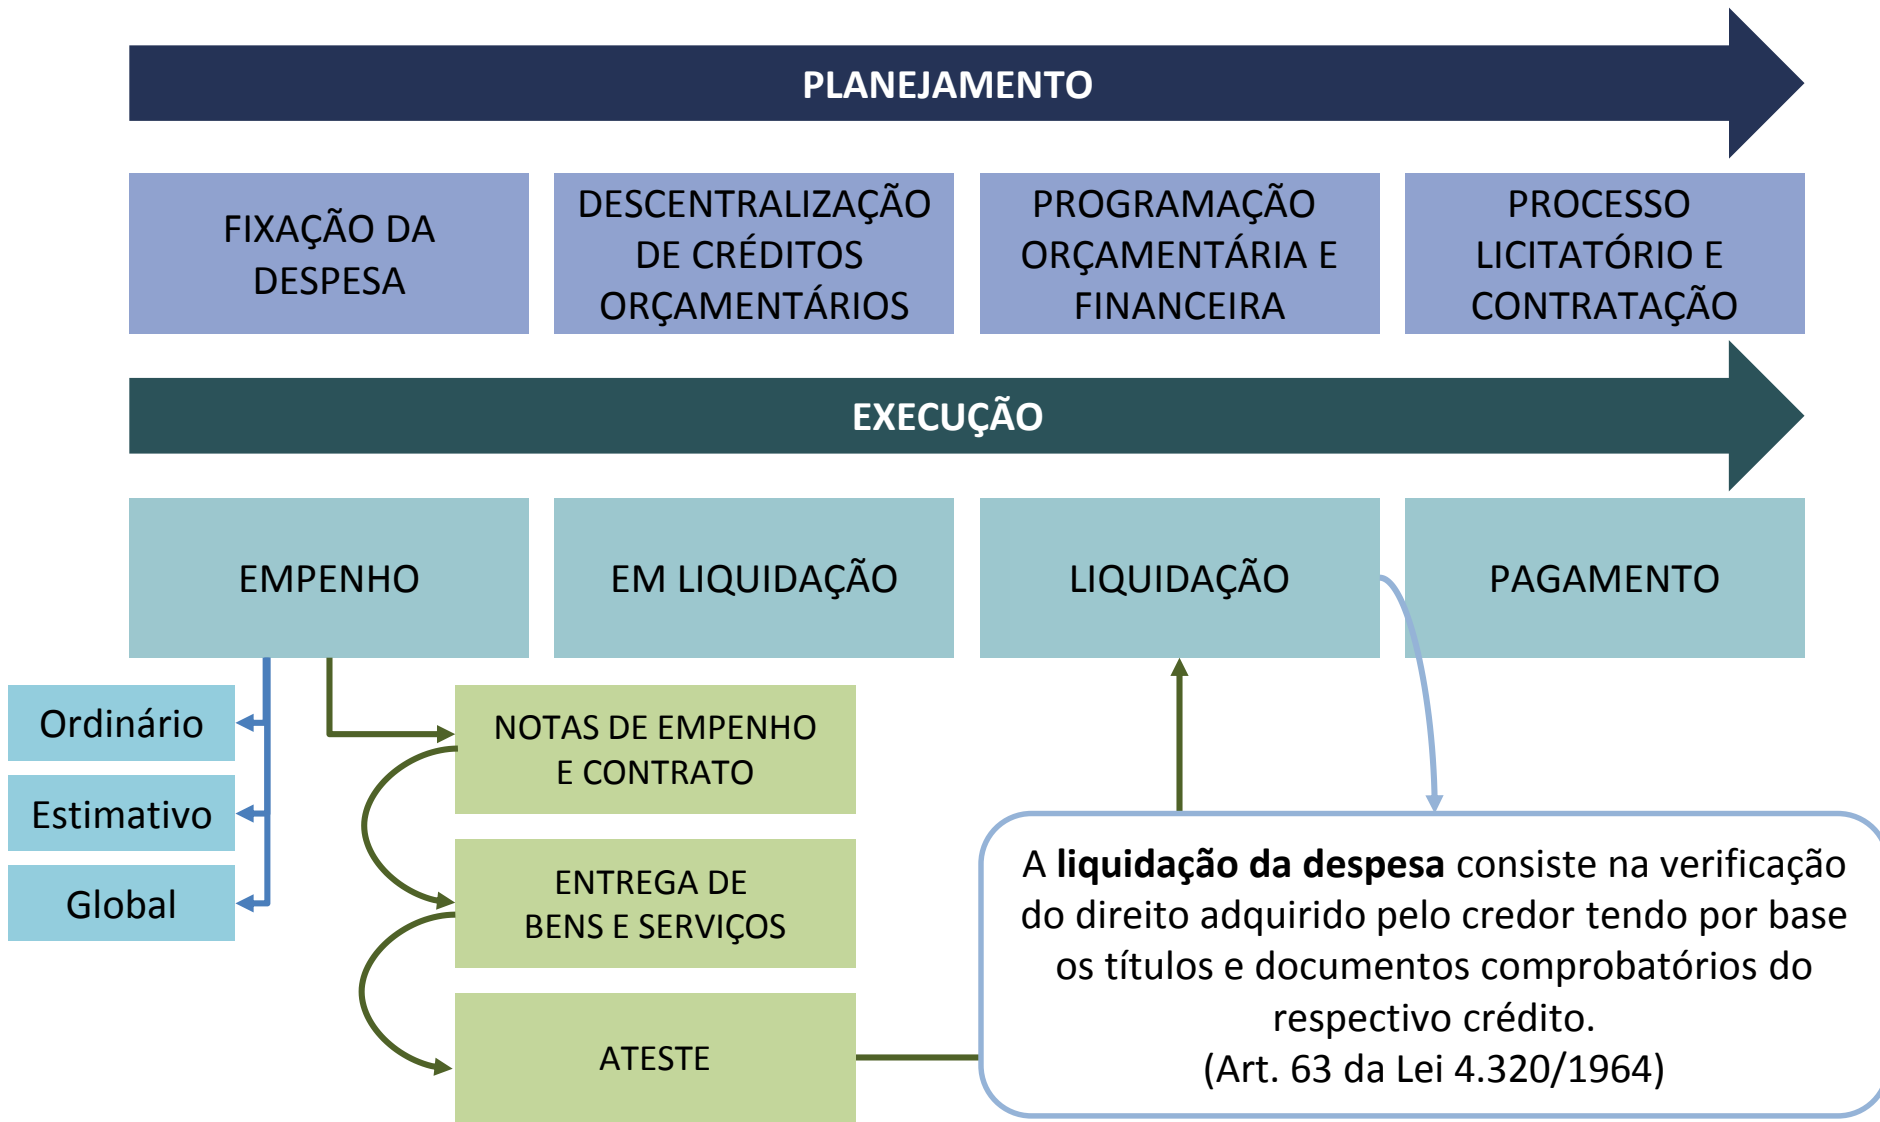 PLANEJAMENTO
FIXAÇÃO DA
DESPESA
DESCENTRALIZAÇÃO
DE CRÉDITOS
ORÇAMENTÁRIOS
PROGRAMAÇÃO
ORÇAMENTÁRIA E
FINANCEIRA
PROCESSO
LICITATÓRIO E
CONTRATAÇÃO
EXECUÇÃO
EMPENHO
EM LIQUIDAÇÃO
LIQUIDAÇÃO
PAGAMENTO
Ordinário
Estimativo
Global
NOTAS DE EMPENHO
E CONTRATO
ENTREGA DE
BENS E SERVIÇOS
ATESTE
A liquidação da despesa consiste na verificação
do direito adquirido pelo credor tendo por base
os títulos e documentos comprobatórios do
respectivo crédito.
(Art. 63 da Lei 4.320/1964)